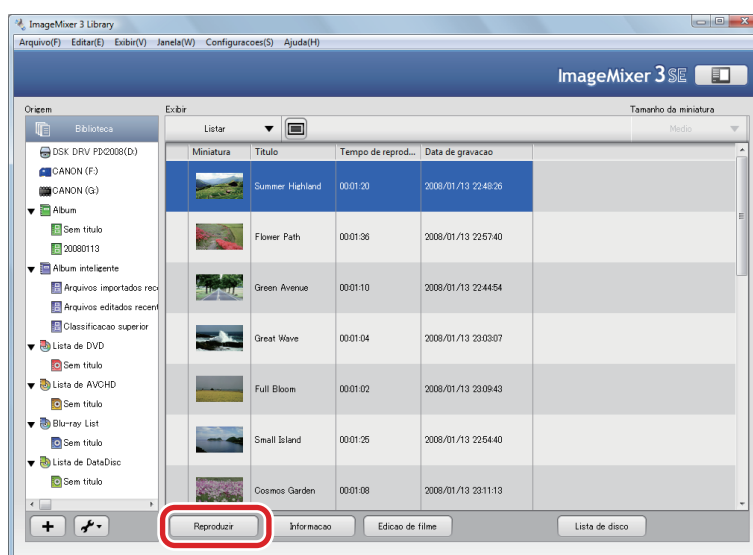 ImageMixer 3 Library
Arquivo(F) Editar(E) Exibir(V) Janela(W) Configuracoes(S) Ajuda(H)
ImageMixer 3 SE
Origem
Exibir
Tamanho da miniatura
Biblioteca
Listar
Medio
DSK DRV PDX2008(D:)
CANON (F:)
CANON (G:)
Album
Sem titulo
20080113
Album inteligente
Arquivos importados rec
Arquivos editados recent
Classificacao superior
Lista de DVD
Sem titulo
Lista de AVCHD
Sem titulo
Blu-ray List
Sem titulo
Lista de DataDisc
Sem titulo
Miniatura Titulo Tempo de reprod... Data de gravacao
Summer Highland 00:01:20 2008/01/13 22:48:26
Flower Path 00:01:36 2008/01/13 22:57:40
Green Avenue 00:01:10 2008/01/13 22:44:54
Great Wave 00:01:04 2008/01/13 23:03:07
Full Bloom 00:01:02 2008/01/13 23:09:43
Small Island 00:01:25 2008/01/13 22:54:40
Cosmos Garden 00:01:08 2008/01/13 23:11:13
Reproduzir Informacao Edicao de filme Lista de disco